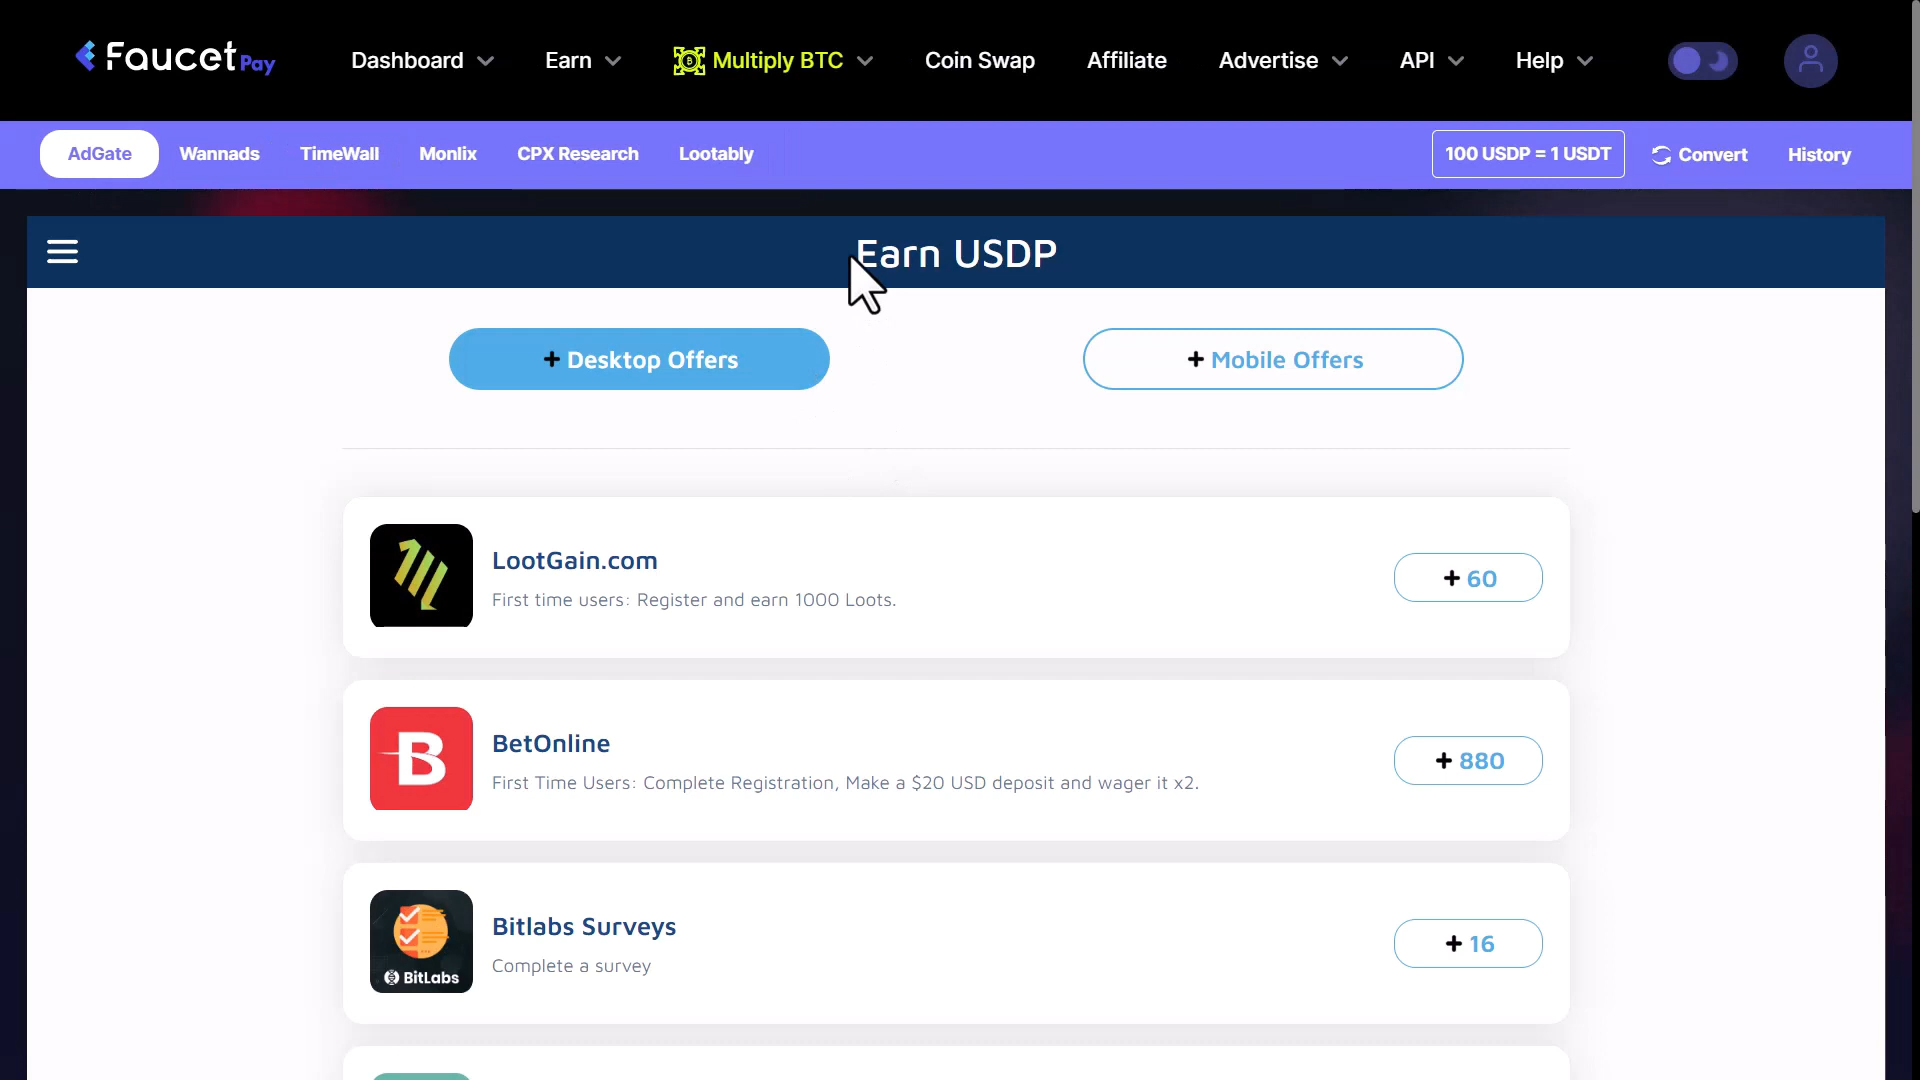 FaucetPay Dashboard Earn Multiply BTC Coin Swap Affiliate Advertise API Help
AdGate Wannads TimeWall Monlix CPX Research Lootably 100 USDP = 1 USDT Convert History
Earn USDP
+ Desktop Offers + Mobile Offers
LootGain.com
First time users: Register and earn 1000 Loots.
+ 60
B
BetOnline
First Time Users: Complete Registration, Make a $20 USD deposit and wager it x2.
+ 880
BitLabs
Bitlabs Surveys
Complete a survey
+ 16